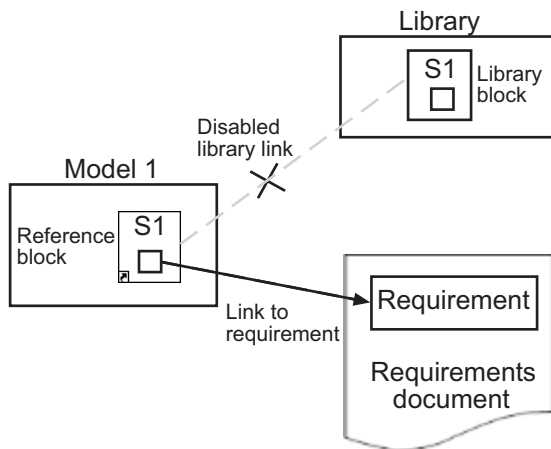 Library
S1
Library
block
Disabled
library link
Model 1
S1
Reference
block
Link to
requirement
Requirement
Requirements
document